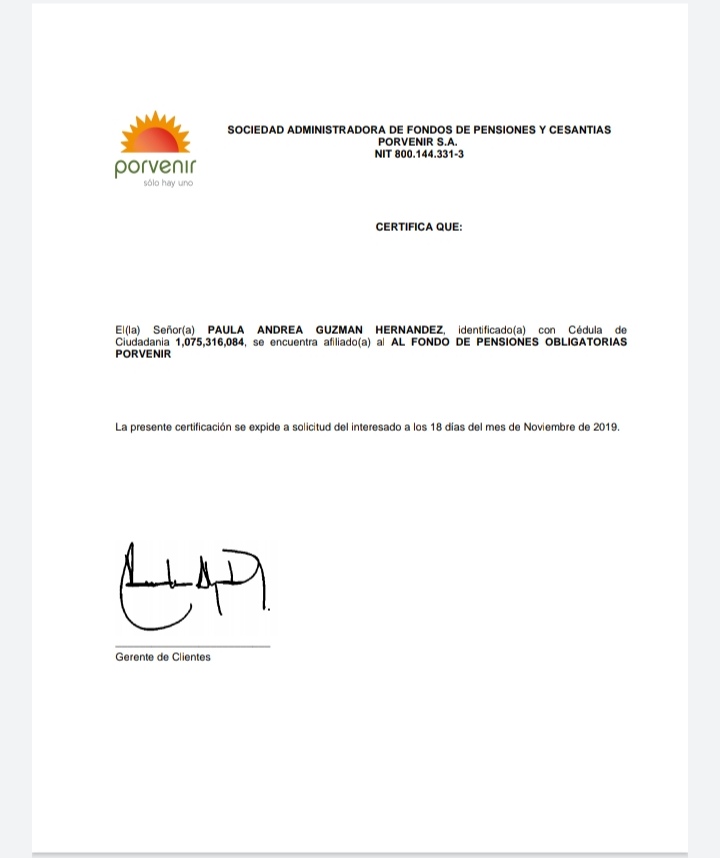 porvenir
sólo hay uno
SOCIEDAD ADMINISTRADORA DE FONDOS DE PENSIONES Y CESANTIAS
PORVENIR S.A.
NIT 800.144.331-3
CERTIFICA QUE:
El(la) Señor(a) PAULA ANDREA GUZMAN HERNANDEZ, identificado(a) con Cédula de
Ciudadania 1,075,316,084, se encuentra afiliado(a) al AL FONDO DE PENSIONES OBLIGATORIAS
PORVENIR
La presente certificación se expide a solicitud del interesado a los 18 días del mes de Noviembre de 2019.
Gerente de Clientes